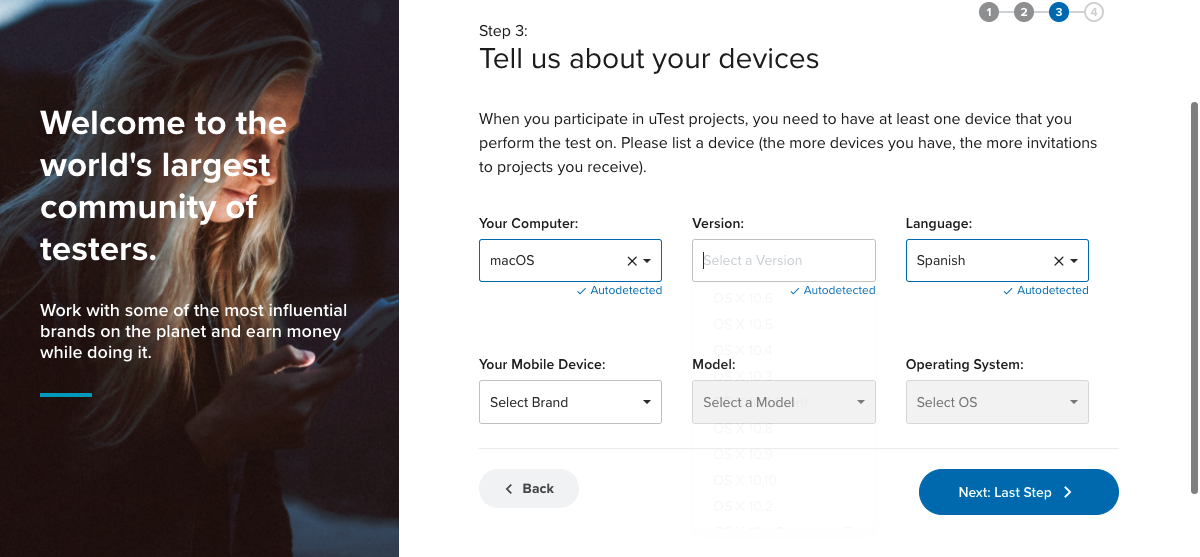 Welcome to the
world's largest
community of
testers.
Work with some of the most influential
brands on the planet and earn money
while doing it.
1 2 3 4
Step 3:
Tell us about your devices
When you participate in uTest projects, you need to have at least one device that you
perform the test on. Please list a device (the more devices you have, the more invitations
to projects you receive).
Your Computer: Version: Language:
macOS Select a Version Spanish
Autodetected Autodetected Autodetected
OS X 10.6
OS X 10.5
OS X 10.4
Your Mobile Device: Model: Operating System:
OS X 10.3
Select Brand Select a Model Select OS
OS X 10.8
OS X 10.9
OS X 10.10
Back Next: Last Step
OS X 10.2